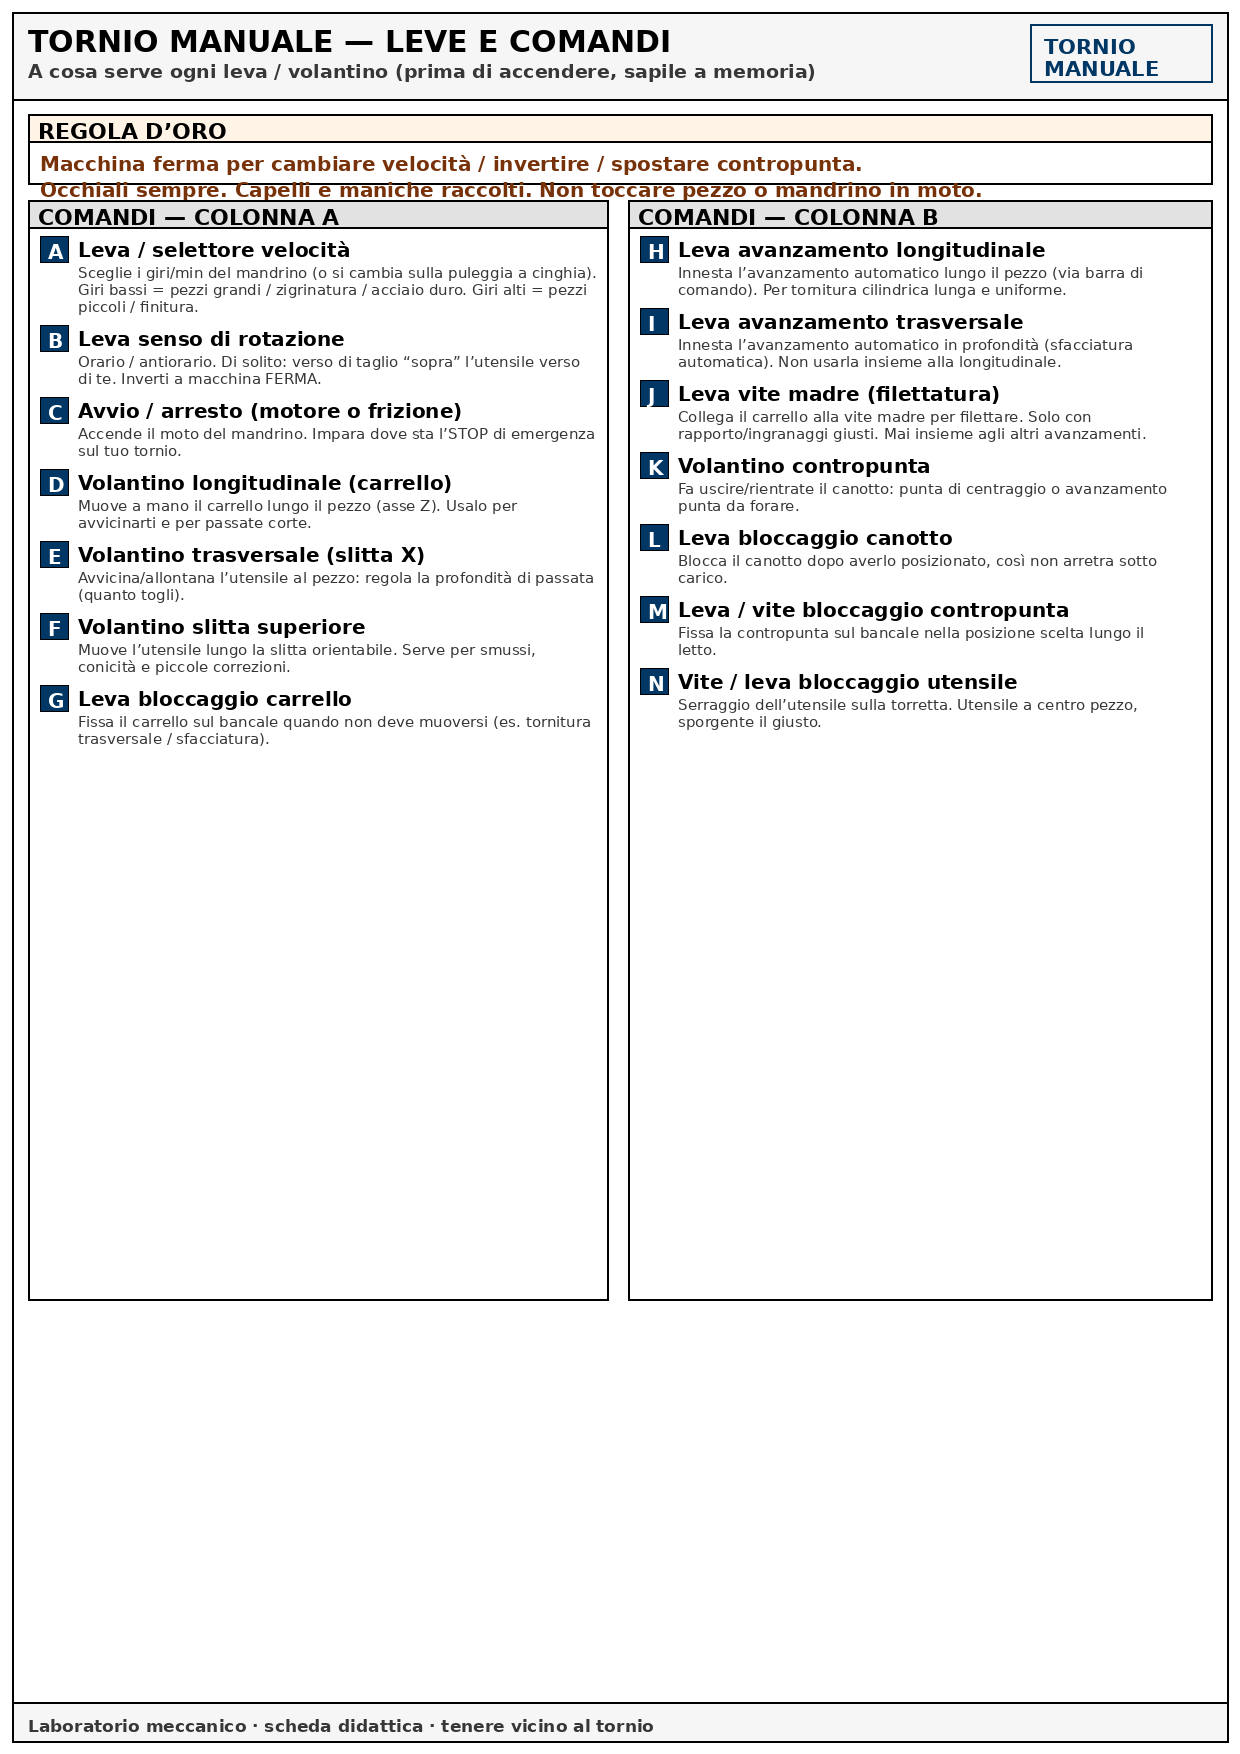 TORNIO MANUALE — LEVE E COMANDI
A cosa serve ogni leva / volantino (prima di accendere, sapile a memoria)
TORNIO
MANUALE
REGOLA D’ORO
Macchina ferma per cambiare velocità / invertire / spostare contropunta.
Occhiali sempre. Capelli e maniche raccolti. Non toccare pezzo o mandrino in moto.
COMANDI — COLONNA A
A Leva / selettore velocità
Sceglie i giri/min del mandrino (o si cambia sulla puleggia a cinghia).
Giri bassi = pezzi grandi / zigrinatura / acciaio duro. Giri alti = pezzi
piccoli / finitura.
B Leva senso di rotazione
Orario / antiorario. Di solito: verso di taglio “sopra” l’utensile verso
di te. Inverti a macchina FERMA.
C Avvio / arresto (motore o frizione)
Accende il moto del mandrino. Impara dove sta l’STOP di emergenza
sul tuo tornio.
D Volantino longitudinale (carrello)
Muove a mano il carrello lungo il pezzo (asse Z). Usalo per
avvicinarti e per passate corte.
E Volantino trasversale (slitta X)
Avvicina/allontana l’utensile al pezzo: regola la profondità di passata
(quanto togli).
F Volantino slitta superiore
Muove l’utensile lungo la slitta orientabile. Serve per smussi,
conicità e piccole correzioni.
G Leva bloccaggio carrello
Fissa il carrello sul bancale quando non deve muoversi (es. tornitura
trasversale / sfacciatura).
COMANDI — COLONNA B
H Leva avanzamento longitudinale
Innesta l’avanzamento automatico lungo il pezzo (via barra di
comando). Per tornitura cilindrica lunga e uniforme.
I Leva avanzamento trasversale
Innesta l’avanzamento automatico in profondità (sfacciatura
automatica). Non usarla insieme alla longitudinale.
J Leva vite madre (filettatura)
Collega il carrello alla vite madre per filettare. Solo con
rapporto/ingranaggi giusti. Mai insieme agli altri avanzamenti.
K Volantino contropunta
Fa uscire/rientrate il canotto: punta di centraggio o avanzamento
punta da forare.
L Leva bloccaggio canotto
Blocca il canotto dopo averlo posizionato, così non arretra sotto
carico.
M Leva / vite bloccaggio contropunta
Fissa la contropunta sul bancale nella posizione scelta lungo il
letto.
N Vite / leva bloccaggio utensile
Serraggio dell’utensile sulla torretta. Utensile a centro pezzo,
sporgente il giusto.
Laboratorio meccanico · scheda didattica · tenere vicino al tornio